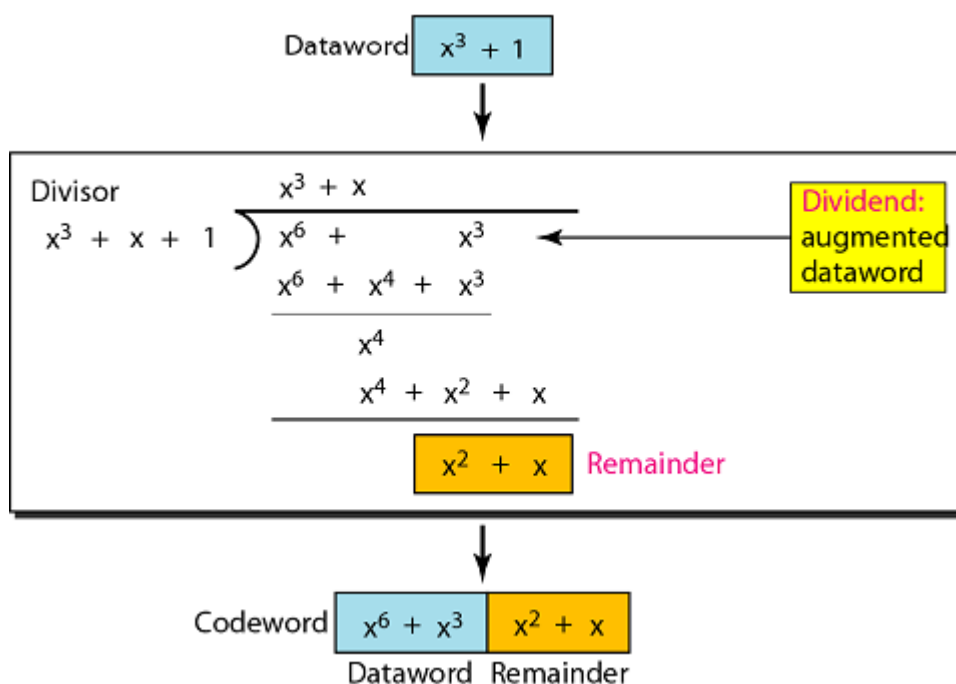 Dataword x³ + 1
x³ + x
Divisor
x³ + x + 1
x⁶ + x³
Dividend:
augmented
dataword
x⁶ + x⁴ + x³
x⁴
x⁴ + x² + x
x² + x Remainder
Codeword x⁶ + x³ x² + x
Dataword Remainder